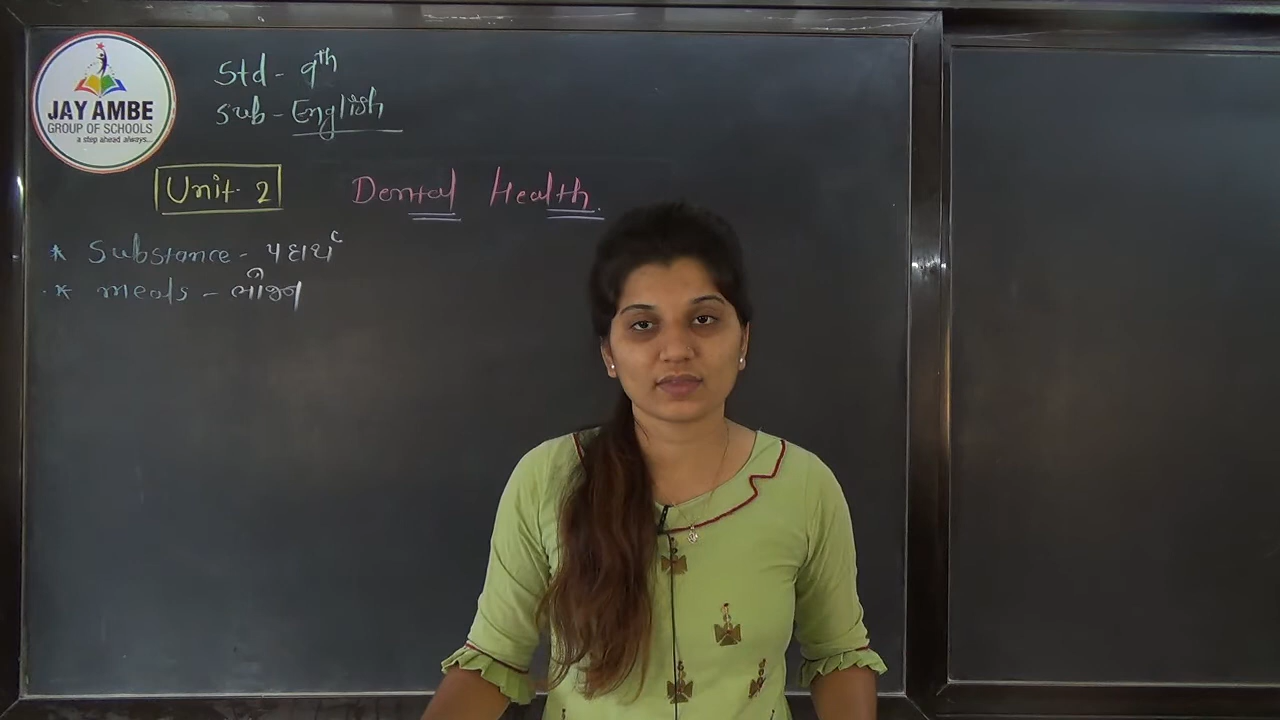 JAY AMBE
GROUP OF SCHOOLS
a step ahead always...
Std - 9th
Sub - English
Unit 2 Dental Health.
* Substance - પદાર્થ
* meals - ભોજન